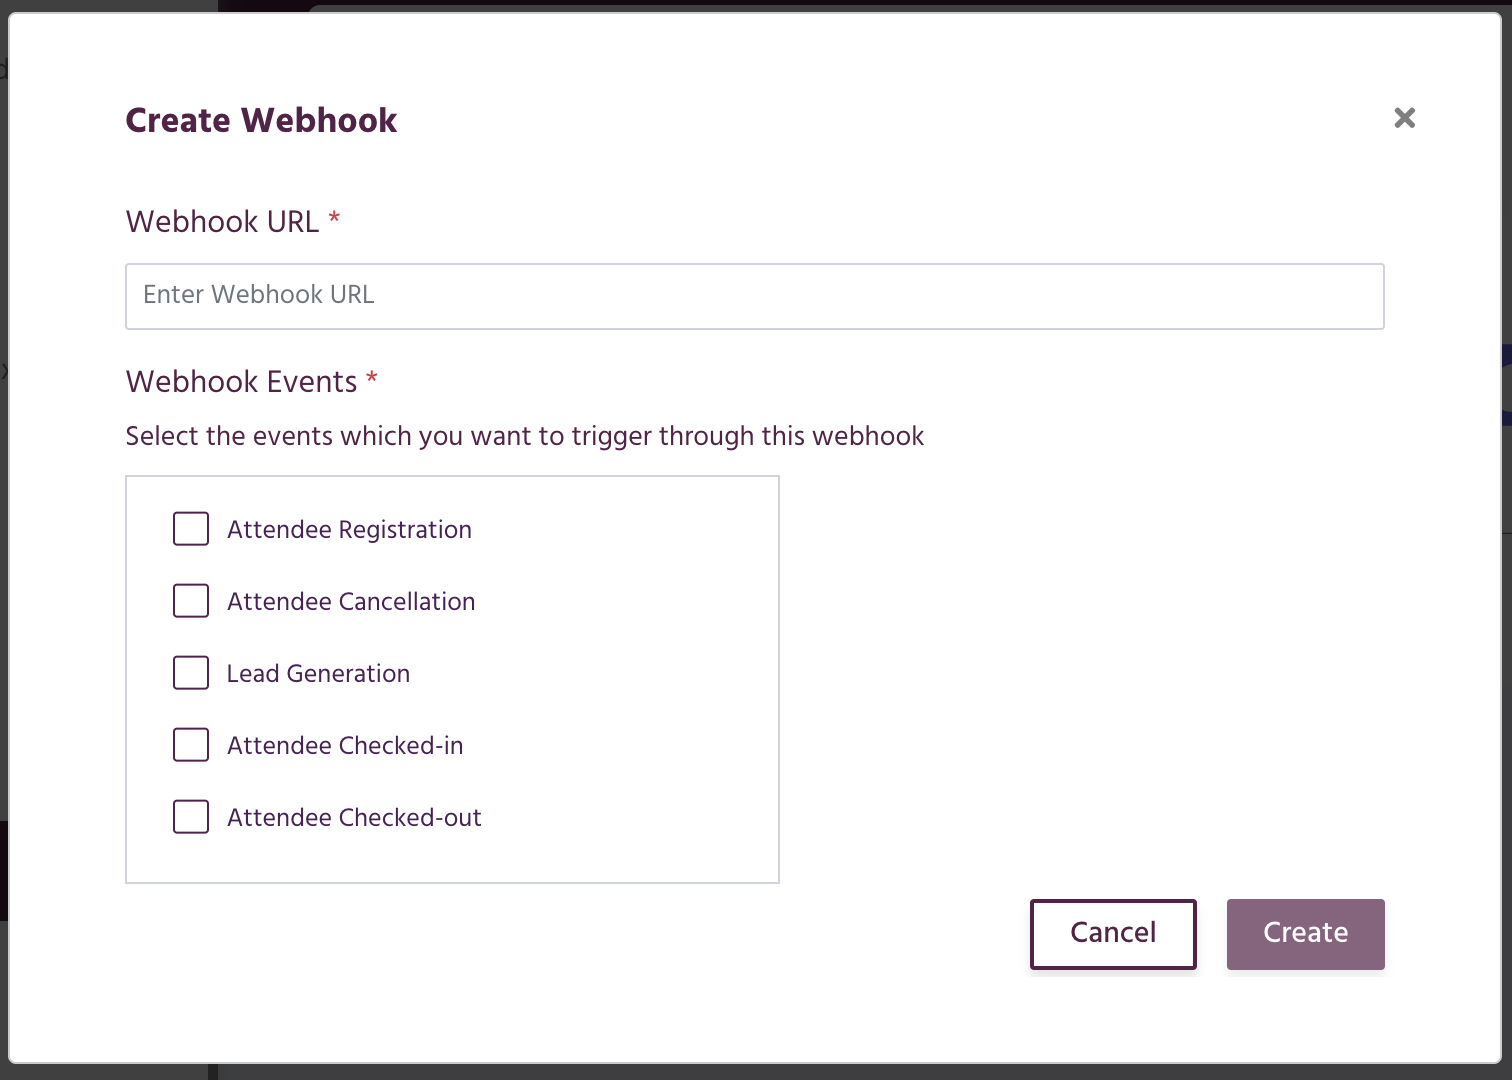 Create Webhook
Webhook URL *
Enter Webhook URL
Webhook Events *
Select the events which you want to trigger through this webhook
Attendee Registration
Attendee Cancellation
Lead Generation
Attendee Checked-in
Attendee Checked-out
Cancel Create